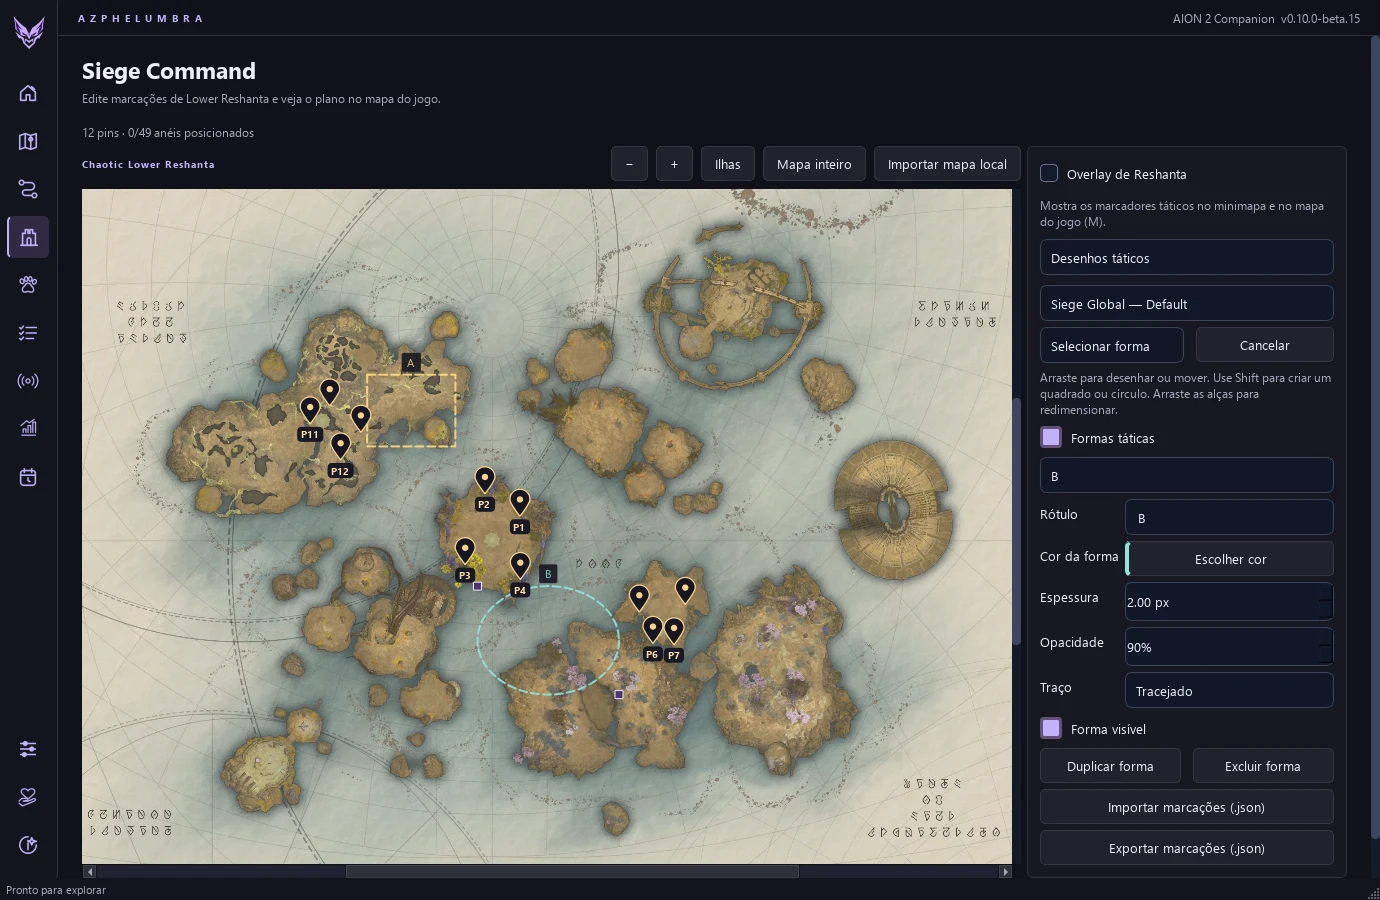 AZPHELUMBRA
AION 2 Companion v0.10.0-beta.15
Siege Command
Edite marcações de Lower Reshanta e veja o plano no mapa do jogo.
12 pins · 0/49 anéis posicionados
Chaotic Lower Reshanta
−
+
Ilhas
Mapa inteiro
Importar mapa local
A
P11
P12
P2
P1
P3
P4
B
P6
P7
Overlay de Reshanta
Mostra os marcadores táticos no minimapa e no mapa
do jogo (M).
Desenhos táticos
Siege Global — Default
Selecionar forma
Cancelar
Arraste para desenhar ou mover. Use Shift para criar um
quadrado ou círculo. Arraste as alças para
redimensionar.
Formas táticas
B
Rótulo
B
Cor da forma
Escolher cor
Espessura
2.00 px
Opacidade
90%
Traço
Tracejado
Forma visível
Duplicar forma
Excluir forma
Importar marcações (.json)
Exportar marcações (.json)
Pronto para explorar